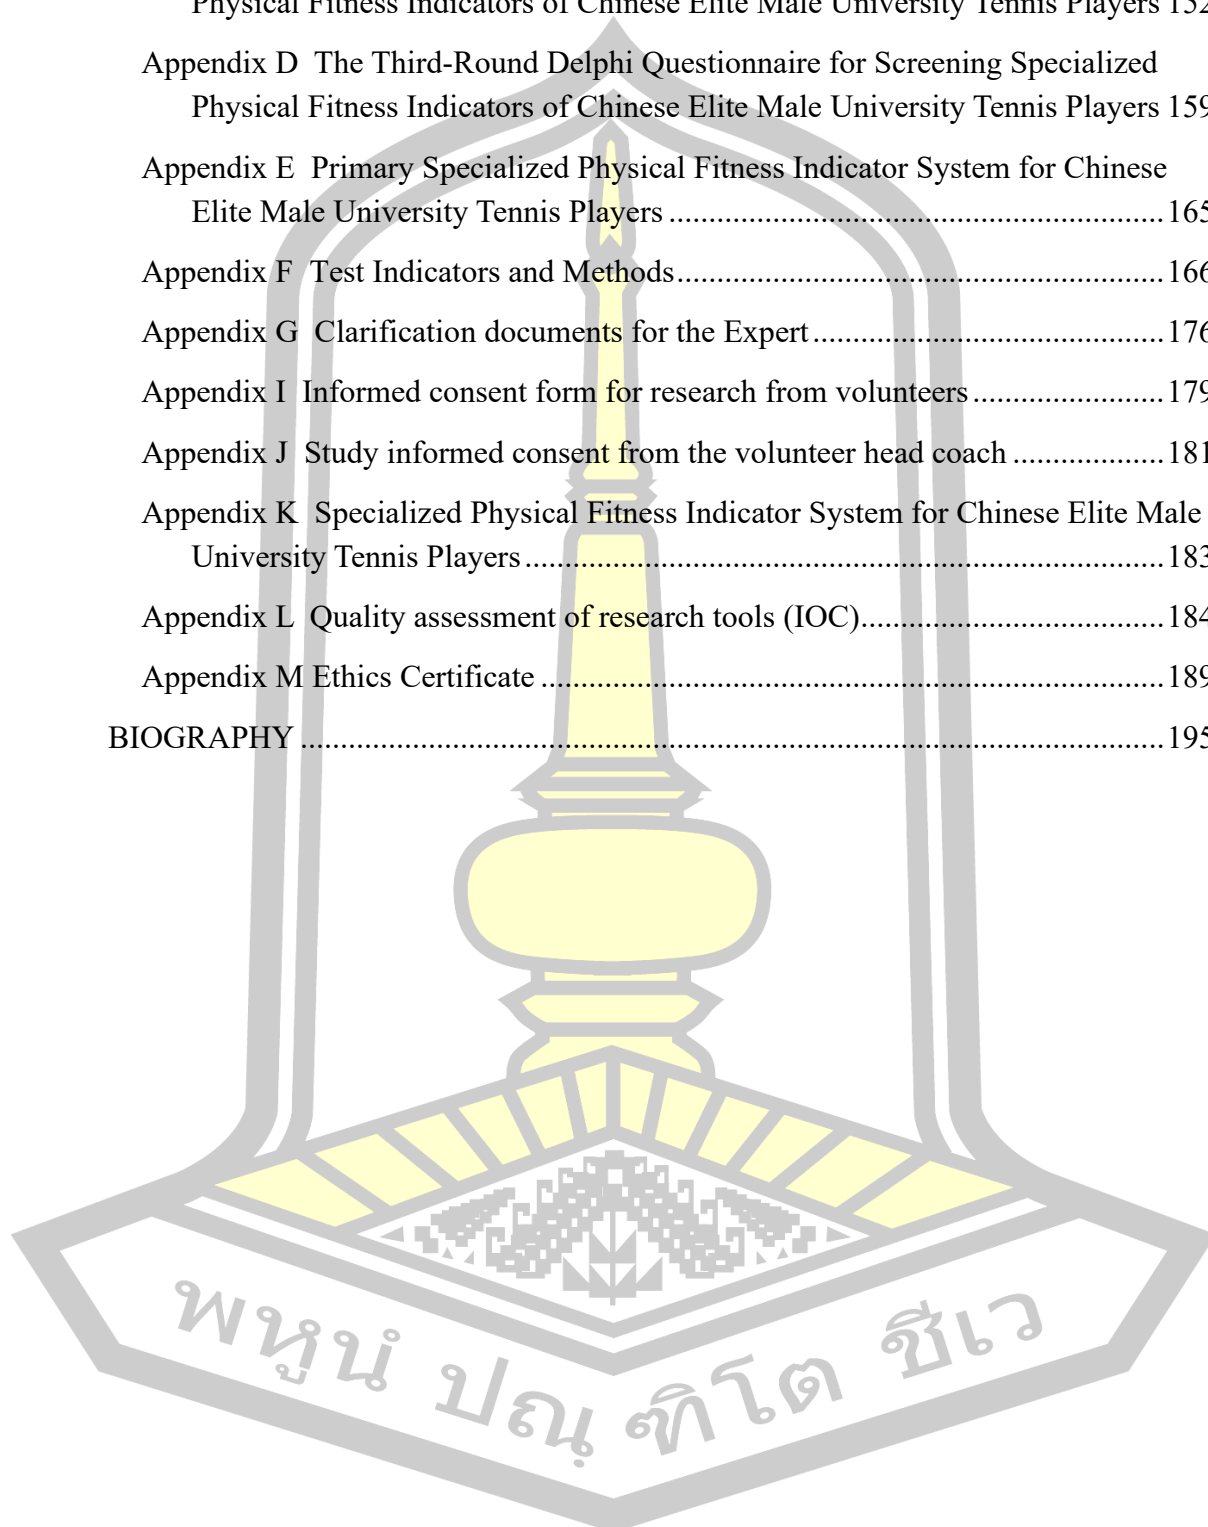 Physical Fitness Indicators of Chinese Elite Male University Tennis Players 152
Appendix D The Third-Round Delphi Questionnaire for Screening Specialized
Physical Fitness Indicators of Chinese Elite Male University Tennis Players 159
Appendix E Primary Specialized Physical Fitness Indicator System for Chinese
Elite Male University Tennis Players ........................................................ 165
Appendix F Test Indicators and Methods ........................................................ 166
Appendix G Clarification documents for the Expert ........................................ 176
Appendix I Informed consent form for research from volunteers ...................... 179
Appendix J Study informed consent from the volunteer head coach ................. 181
Appendix K Specialized Physical Fitness Indicator System for Chinese Elite Male
University Tennis Players ........................................................................ 183
Appendix L Quality assessment of research tools (IOC) .................................. 184
Appendix M Ethics Certificate ........................................................................ 189
BIOGRAPHY .................................................................................................. 195
พหูนํ ปณฺฑิโต ชีเว